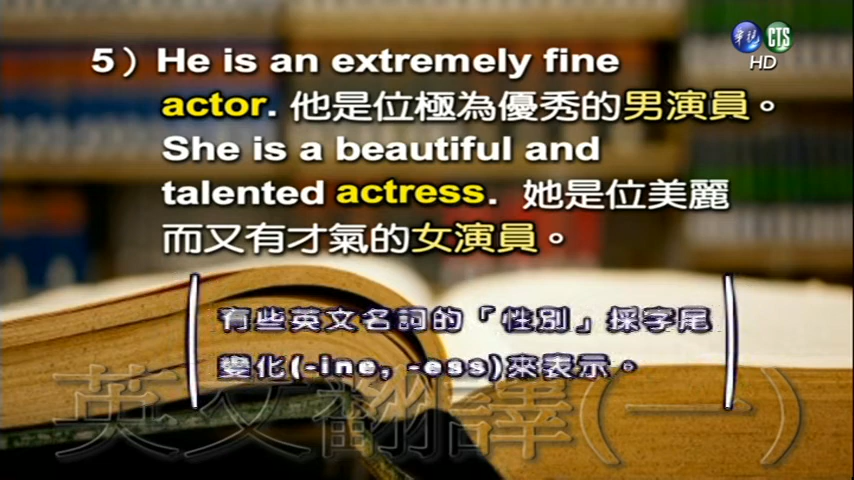 華視 CTS
HD
5）He is an extremely fine
actor. 他是位極為優秀的男演員。
She is a beautiful and
talented actress. 她是位美麗
而又有才氣的女演員。
有些英文名詞的「性別」採字尾
變化(-ine, -ess)來表示。
英文翻譯(一)